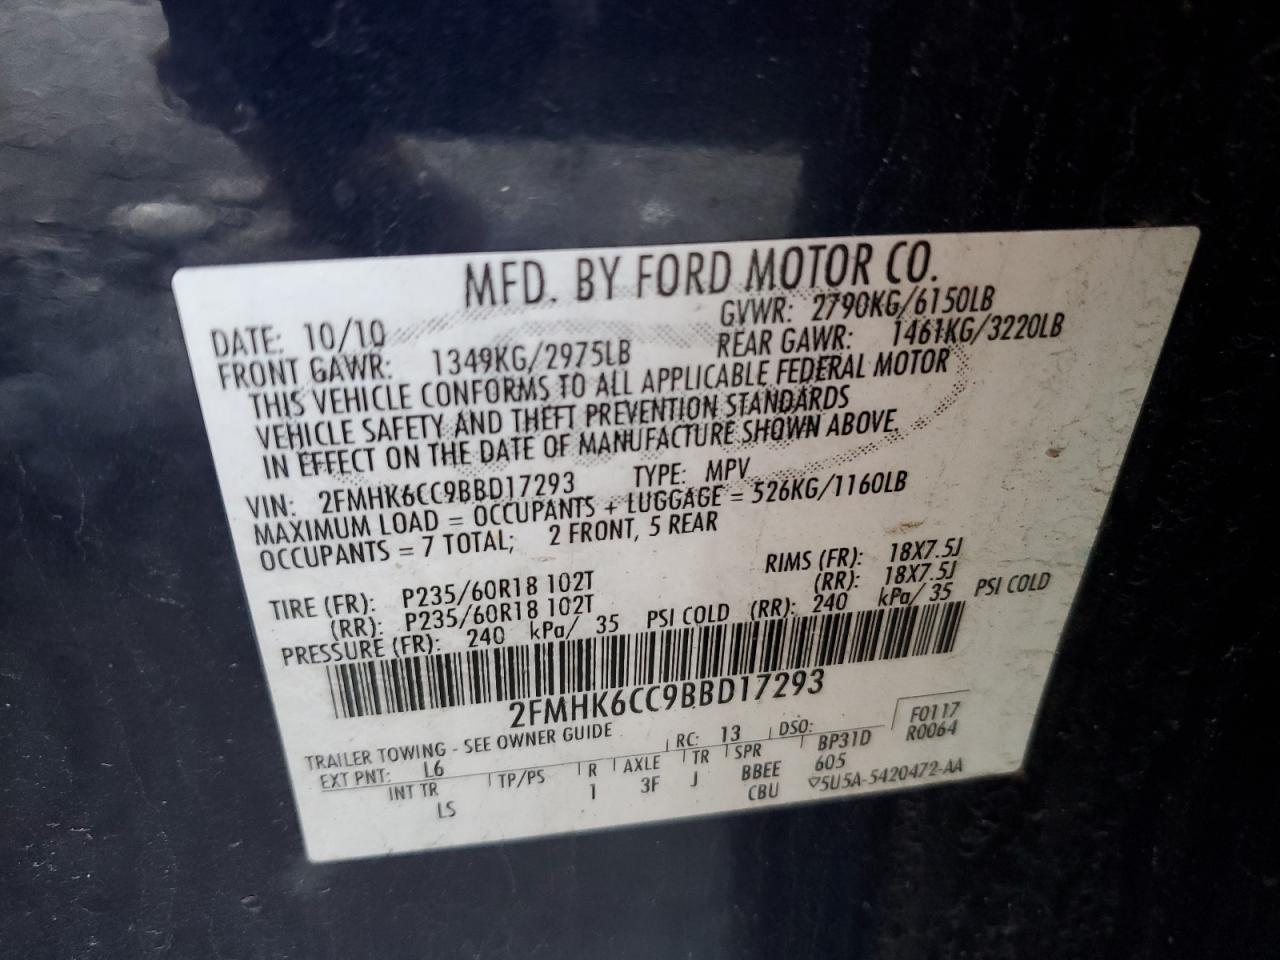 MFD. BY FORD MOTOR CO.
DATE: 10/10 GVWR: 2790KG/6150LB
FRONT GAWR: 1349KG/2975LB REAR GAWR: 1461KG/3220LB
THIS VEHICLE CONFORMS TO ALL APPLICABLE FEDERAL MOTOR
VEHICLE SAFETY AND THEFT PREVENTION STANDARDS
IN EFFECT ON THE DATE OF MANUFACTURE SHOWN ABOVE.
VIN: 2FMHK6CC9BBD17293 TYPE: MPV
MAXIMUM LOAD = OCCUPANTS + LUGGAGE = 526KG/1160LB
OCCUPANTS = 7 TOTAL; 2 FRONT, 5 REAR
TIRE (FR): P235/60R18 102T RIMS (FR): 18X7.5J
(RR): P235/60R18 102T (RR): 18X7.5J
PRESSURE (FR): 240 kPa/ 35 PSI COLD (RR): 240 kPa/ 35 PSI COLD
2FMHK6CC9BBD17293
TRAILER TOWING - SEE OWNER GUIDE RC: 13 DSO: F0117
EXT PNT: L6 R0064
INT TR TP/PS R AXLE TR SPR BP31D
LS 1 3F J BBEE 605
CBU ▽5U5A-5420472-AA